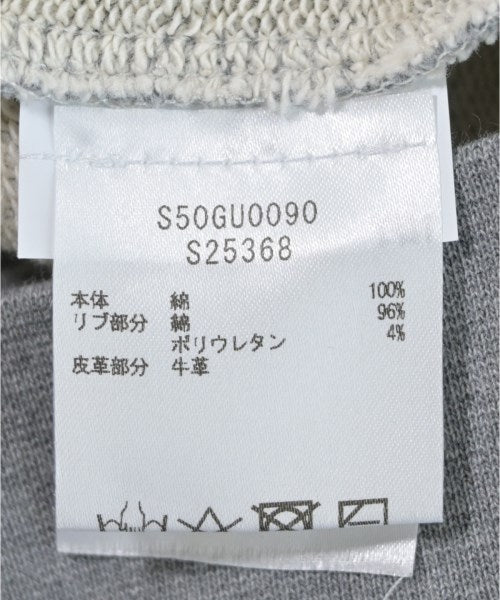 S50GU0090
S25368
本体 綿 100%
リブ部分 綿 96%
ポリウレタン 4%
皮革部分 牛革